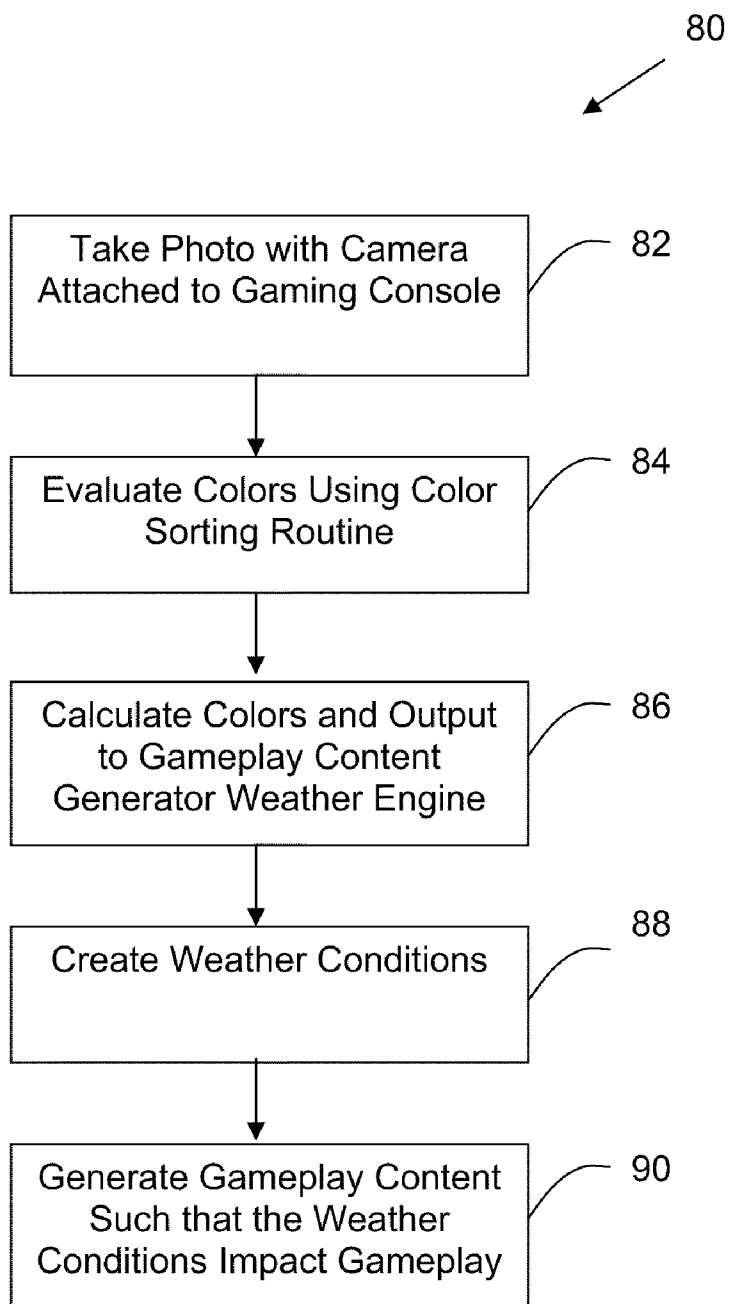 80
Take Photo with Camera
Attached to Gaming Console
82
Evaluate Colors Using Color
Sorting Routine
84
Calculate Colors and Output
to Gameplay Content
Generator Weather Engine
86
Create Weather Conditions
88
Generate Gameplay Content
Such that the Weather
Conditions Impact Gameplay
90